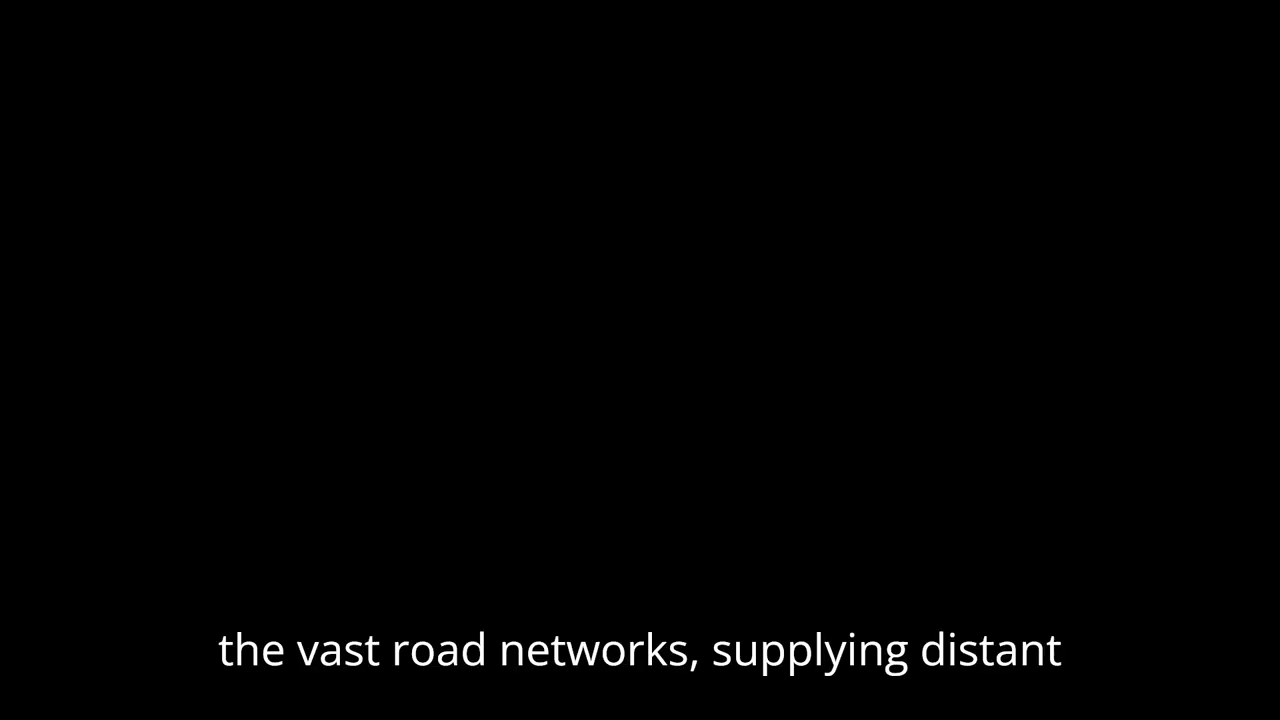 the vast road networks, supplying distant